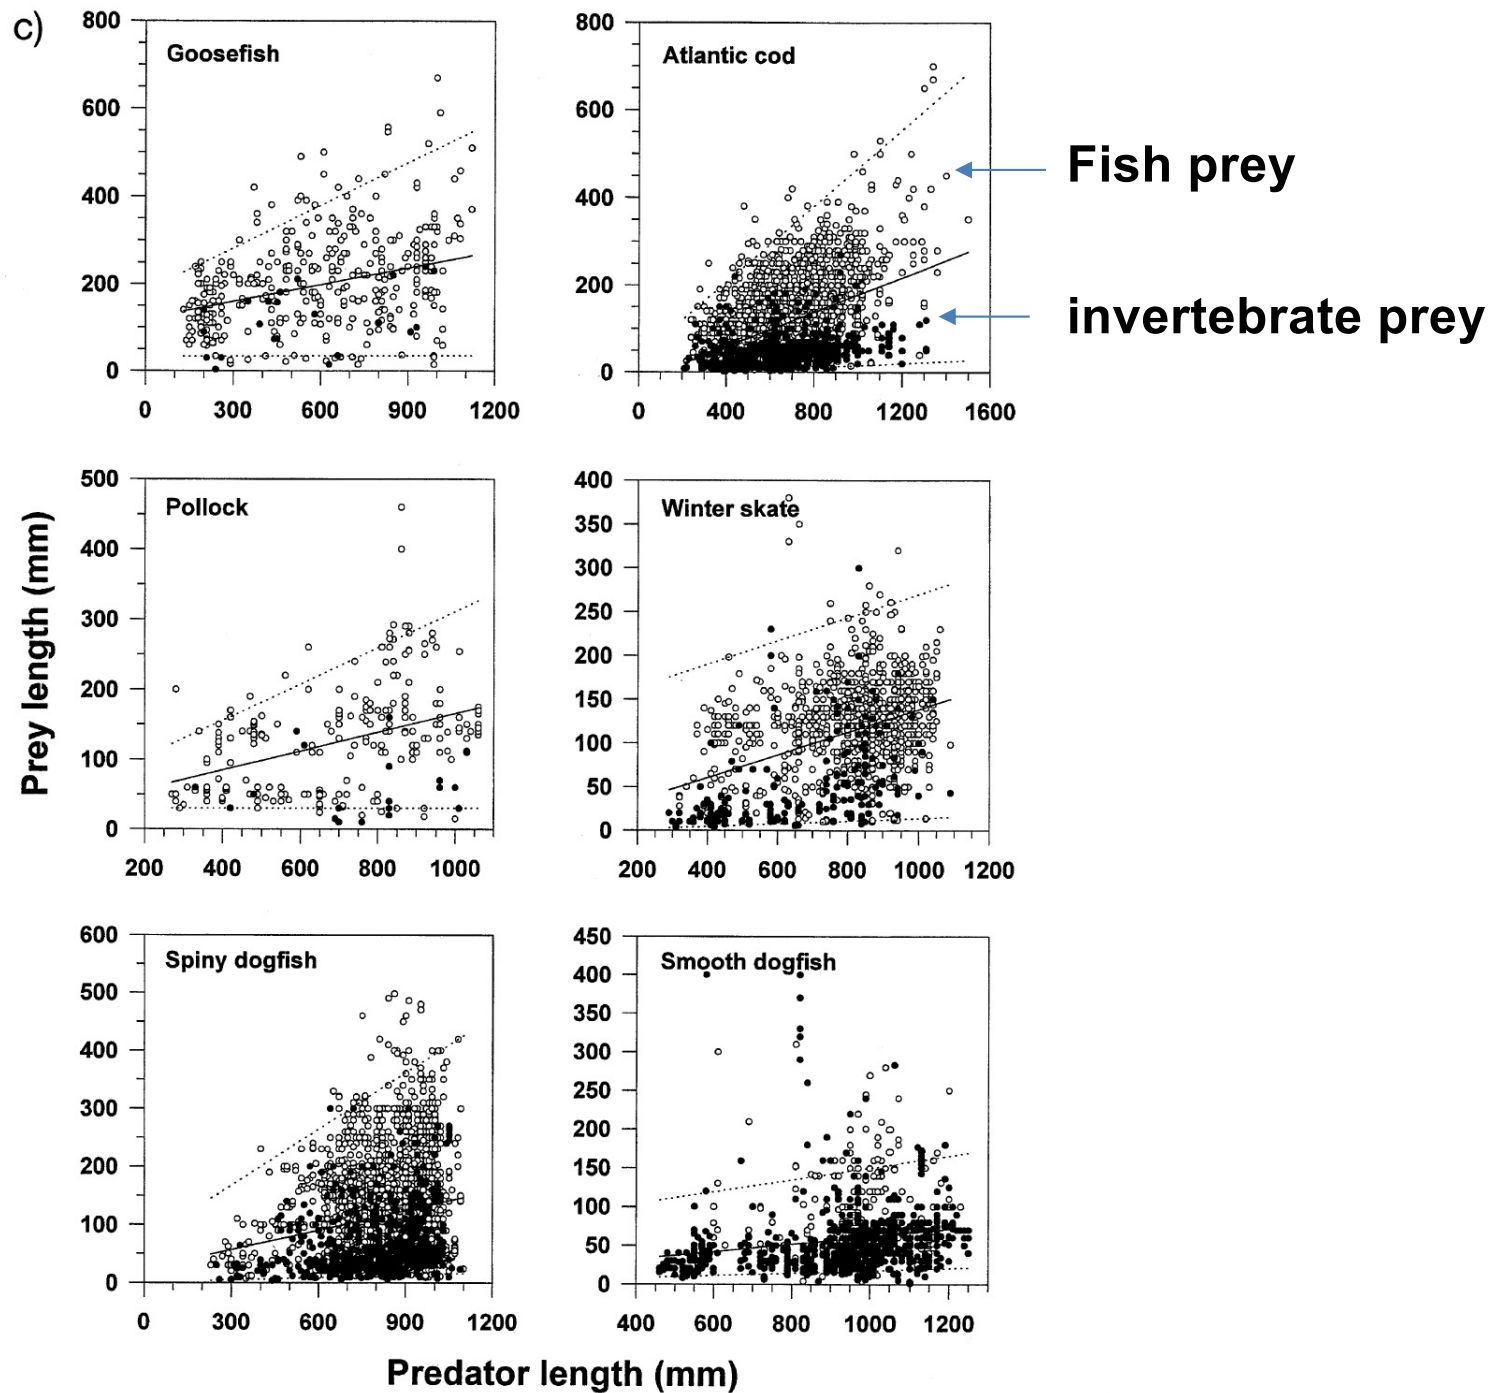 c)
Goosefish
800
600
400
200
0
0 300 600 900 1200
Atlantic cod
800
600
400
200
0
0 400 800 1200 1600
Fish prey
invertebrate prey
Prey length (mm)
Pollock
500
400
300
200
100
0
200 400 600 800 1000
Winter skate
400
350
300
250
200
150
100
50
0
200 400 600 800 1000 1200
Spiny dogfish
600
500
400
300
200
100
0
0 300 600 900 1200
Smooth dogfish
450
400
350
300
250
200
150
100
50
0
400 600 800 1000 1200
Predator length (mm)